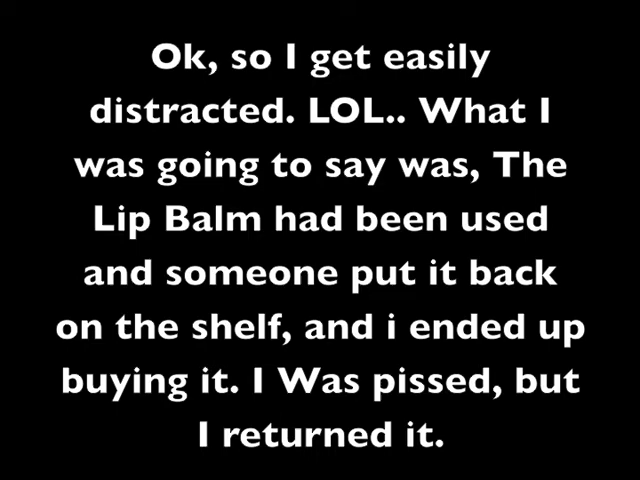 Ok, so I get easily
distracted. LOL.. What I
was going to say was, The
Lip Balm had been used
and someone put it back
on the shelf, and i ended up
buying it. I Was pissed, but
I returned it.